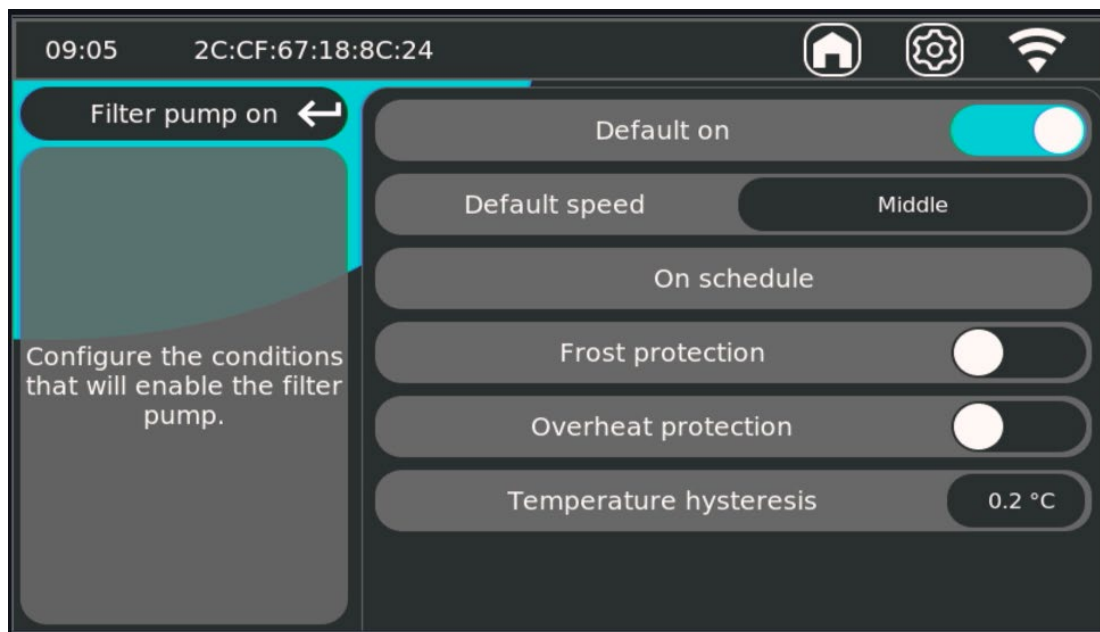 09:05 2C:CF:67:18:8C:24
Filter pump on
Configure the conditions
that will enable the filter
pump.
Default on
Default speed Middle
On schedule
Frost protection
Overheat protection
Temperature hysteresis 0.2 °C